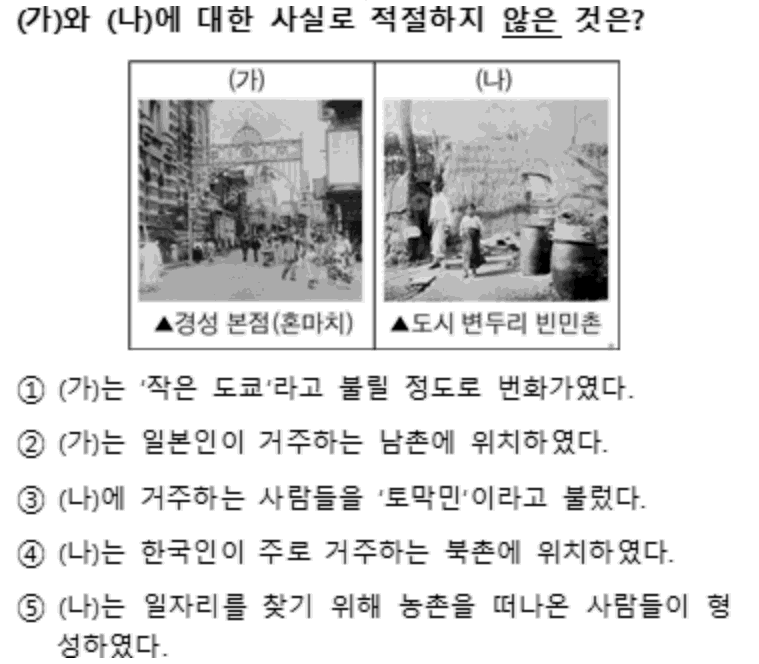 (가)와 (나)에 대한 사실로 적절하지 않은 것은?
(가)
(나)
▲경성 본점(혼마치)
▲도시 변두리 빈민촌
① (가)는 '작은 도쿄'라고 불릴 정도로 번화가였다.
② (가)는 일본인이 거주하는 남촌에 위치하였다.
③ (나)에 거주하는 사람들을 '토막민'이라고 불렀다.
④ (나)는 한국인이 주로 거주하는 북촌에 위치하였다.
⑤ (나)는 일자리를 찾기 위해 농촌을 떠나온 사람들이 형
성하였다.